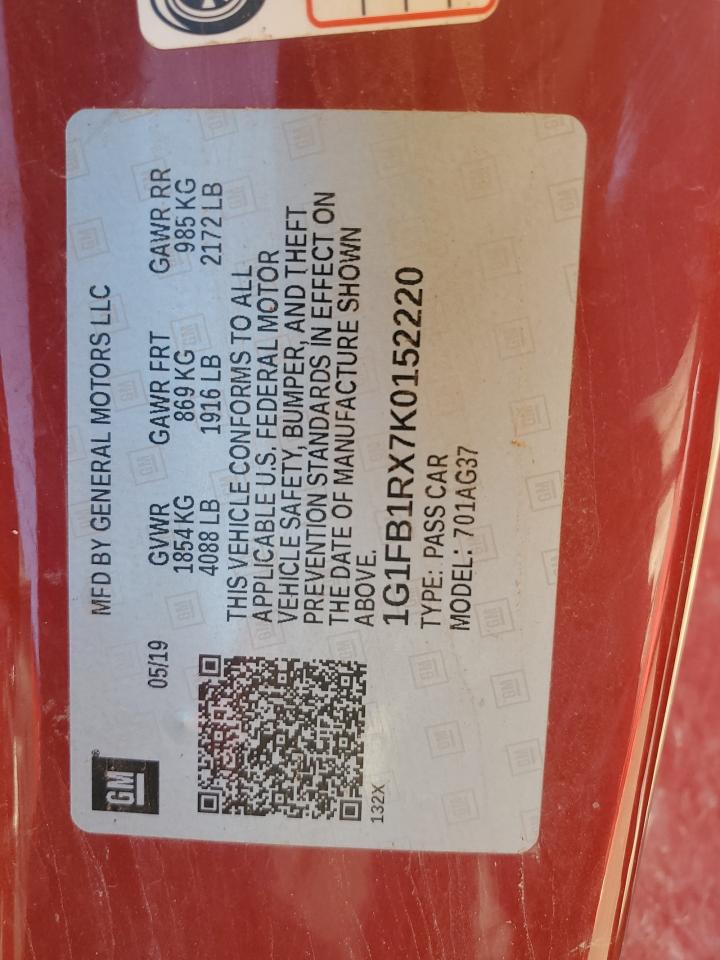 GM
MFD BY GENERAL MOTORS LLC
05/19
GVWR GAWR FRT GAWR RR
1854 KG 869 KG 985 KG
4088 LB 1916 LB 2172 LB
THIS VEHICLE CONFORMS TO ALL
APPLICABLE U.S. FEDERAL MOTOR
VEHICLE SAFETY, BUMPER, AND THEFT
PREVENTION STANDARDS IN EFFECT ON
THE DATE OF MANUFACTURE SHOWN
ABOVE.
1G1FB1RX7K0152220
TYPE: PASS CAR
MODEL: 701AG37
132X